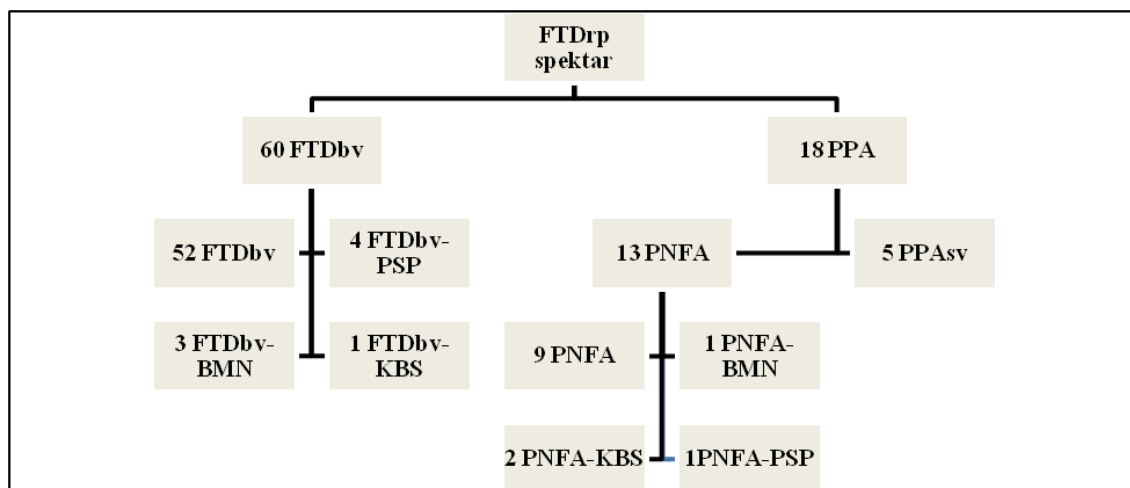 FTDrp
spektar
60 FTDbv
18 PPA
52 FTDbv
4 FTDbv-
PSP
13 PNFA
5 PPAsv
3 FTDbv-
BMN
1 FTDbv-
KBS
9 PNFA
1 PNFA-
BMN
2 PNFA-KBS
1PNFA-PSP